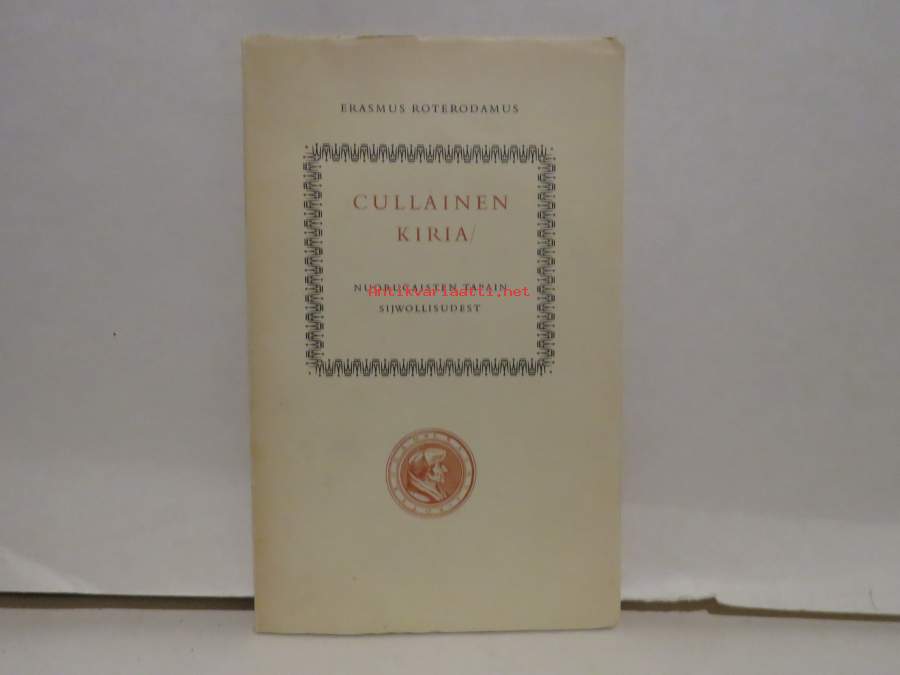 ERASMUS ROTERODAMUS
CULLAINEN
KIRIA/
NUORUCAISTEN TAPAIN
antikvariaatti.net
SIJWOLLISUDEST